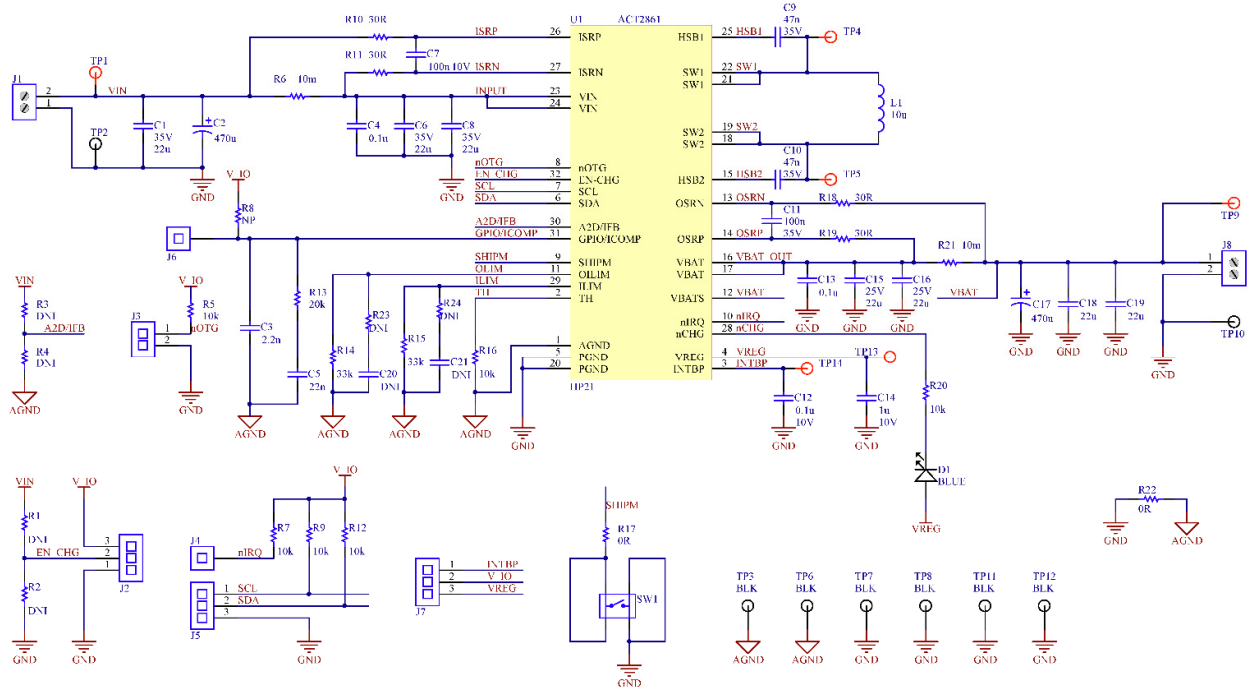 U1 ACT2861
J1
2
1
TP1
VIN
TP2
C1
35V
22u
C2
470u
GND
R10 30R
R11 30R
C7
100n 10V
R6 10m
C4
0.1u
C6
35V
22u
C8
35V
22u
GND
ISRP 26 ISRP
ISRN 27 ISRN
INPUT 23 VIN
24 VIN
nOTG 8 nOTG
EN_CHG 32 EN-CHG
SCL 7 SCL
SDA 6 SDA
A2D/IFB 30 A2D/IFB
GPIO/ICOMP 31 GPIO/ICOMP
SHIPM 9 SHIPM
OLIM 11 OILIM
ILIM 29 ILIM
TH 2 TH
1 AGND
5 PGND
20 PGND
HSB1 25 HSB1
SW1 22 SW1
SW1 21
SW2 19 SW2
SW2 18
HSB2 15 HSB2
OSRN 13 OSRN
OSRP 14 OSRP
VBAT 16 VBAT_OUT
VBAT 17
VBATS 12 VBAT
VBAT
nIRQ 10 nIRQ
nCHG 28 nCHG
VREG 4 VREG
INTBP 3 INTBP
C9
47n
35V
TP4
L1
10u
C10
47n
35V
TP5
R18 30R
C11
100n
35V
R19 30R
R21 10m
C13
0.1u
GND
C15
25V
22u
GND
C16
25V
22u
GND
C17
470u
GND
C18
22u
GND
C19
22u
GND
TP9
J8
1
2
TP10
GND
TP13
TP14
C12
0.1u
10V
GND
C14
1u
10V
GND
R20
10k
D1
BLUE
VREG
V_IO
R8
NP
J6
C3
2.2n
AGND
R13
20k
C5
22n
R14
33k
AGND
R23
DNI
C20
DNI
R15
33k
AGND
R24
DNI
C21
DNI
R16
10k
AGND
GND
VIN
R3
DNI
A2D/IFB
R4
DNI
AGND
V_IO
R5
10k
J3
1
2
nOTG
GND
VIN
R1
DNI
EN_CHG
R2
DNI
GND
V_IO
3
2
1
J2
GND
V_IO
R7
10k
R9
10k
R12
10k
J4
nIRQ
1 SCL
2 SDA
3
J5
GND
J7
1 INTBP
2 V_IO
3 VREG
SHIPM
R17
0R
SW1
GND
R22
0R
GND
AGND
TP3
BLK
AGND
TP6
BLK
AGND
TP7
BLK
GND
TP8
BLK
GND
TP11
BLK
GND
TP12
BLK
GND